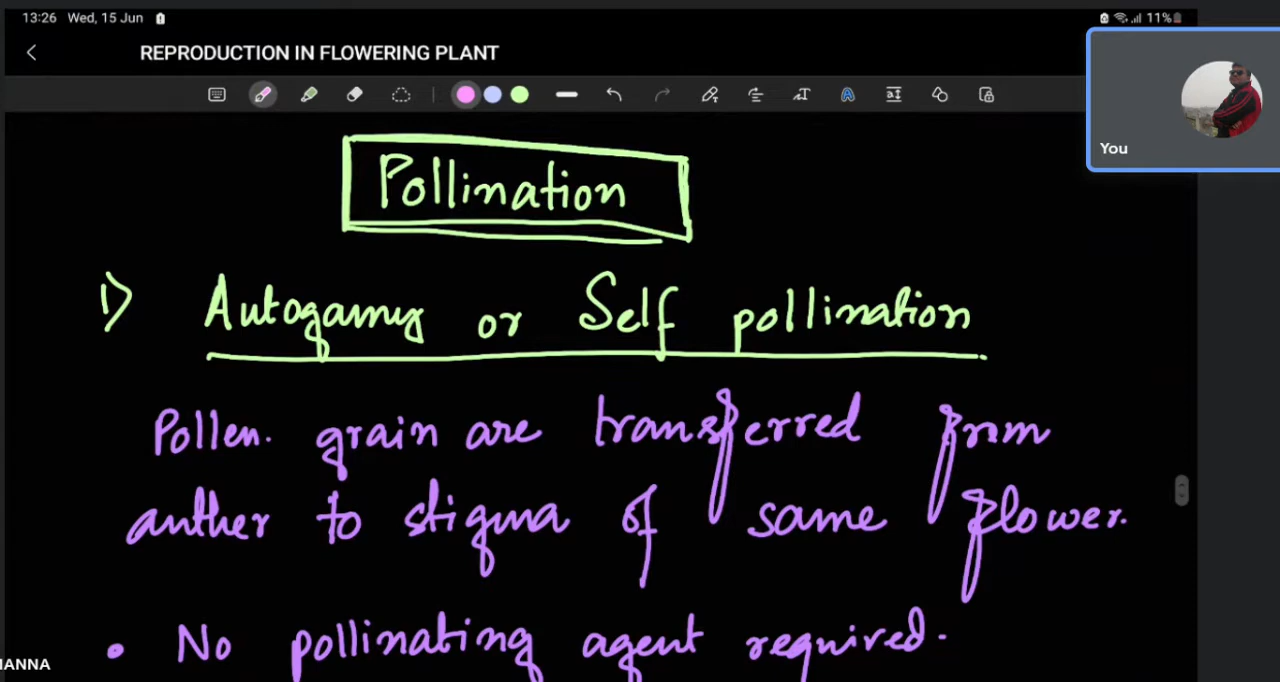 13:26 Wed, 15 Jun
11%
REPRODUCTION IN FLOWERING PLANT
You
Pollination
1) Autogamy or Self pollination
Pollen. grain are transferred from
anther to stigma of same flower.
• No pollinating agent required.
MANNA